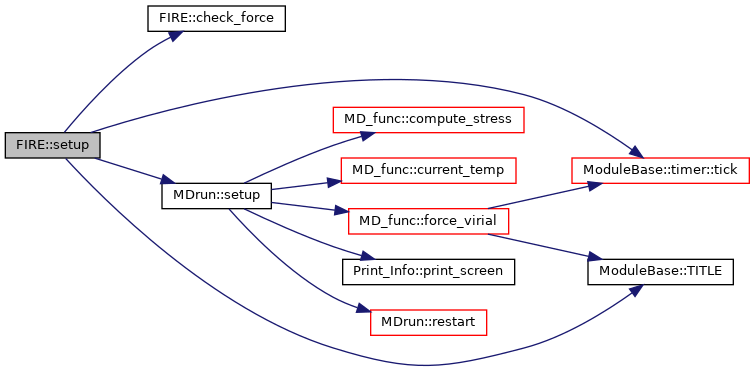 FIRE::check_force
FIRE::setup
MDrun::setup
MD_func::compute_stress
MD_func::current_temp
MD_func::force_virial
Print_Info::print_screen
MDrun::restart
ModuleBase::timer::tick
ModuleBase::TITLE